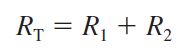 R_T = R_1 + R_2